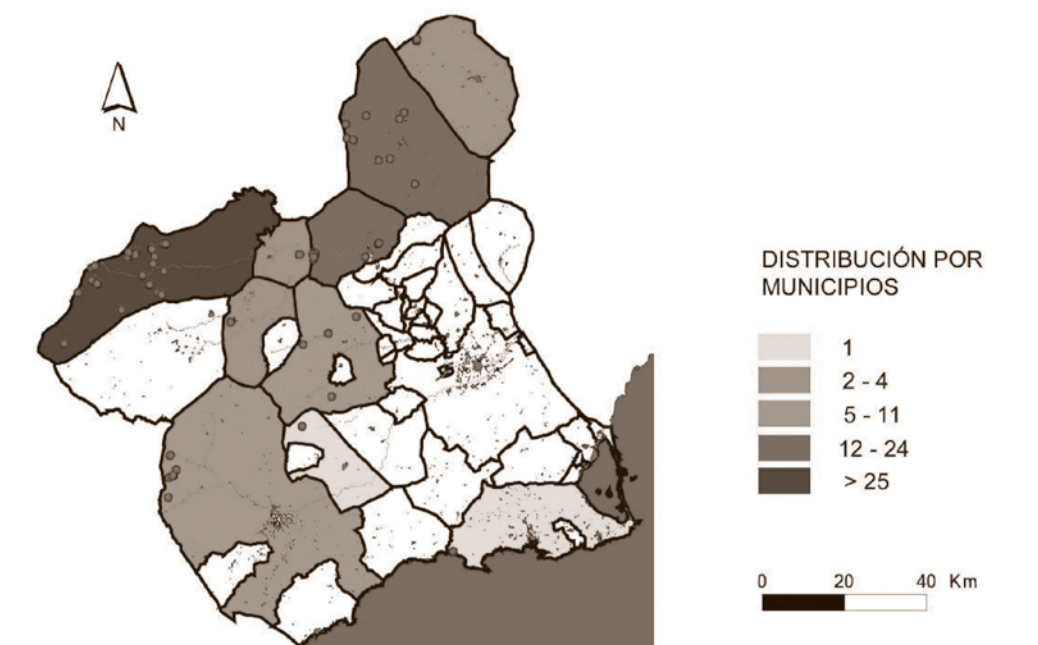 N
DISTRIBUCIÓN POR
MUNICIPIOS
1
2 - 4
5 - 11
12 - 24
> 25
0 20 40 Km